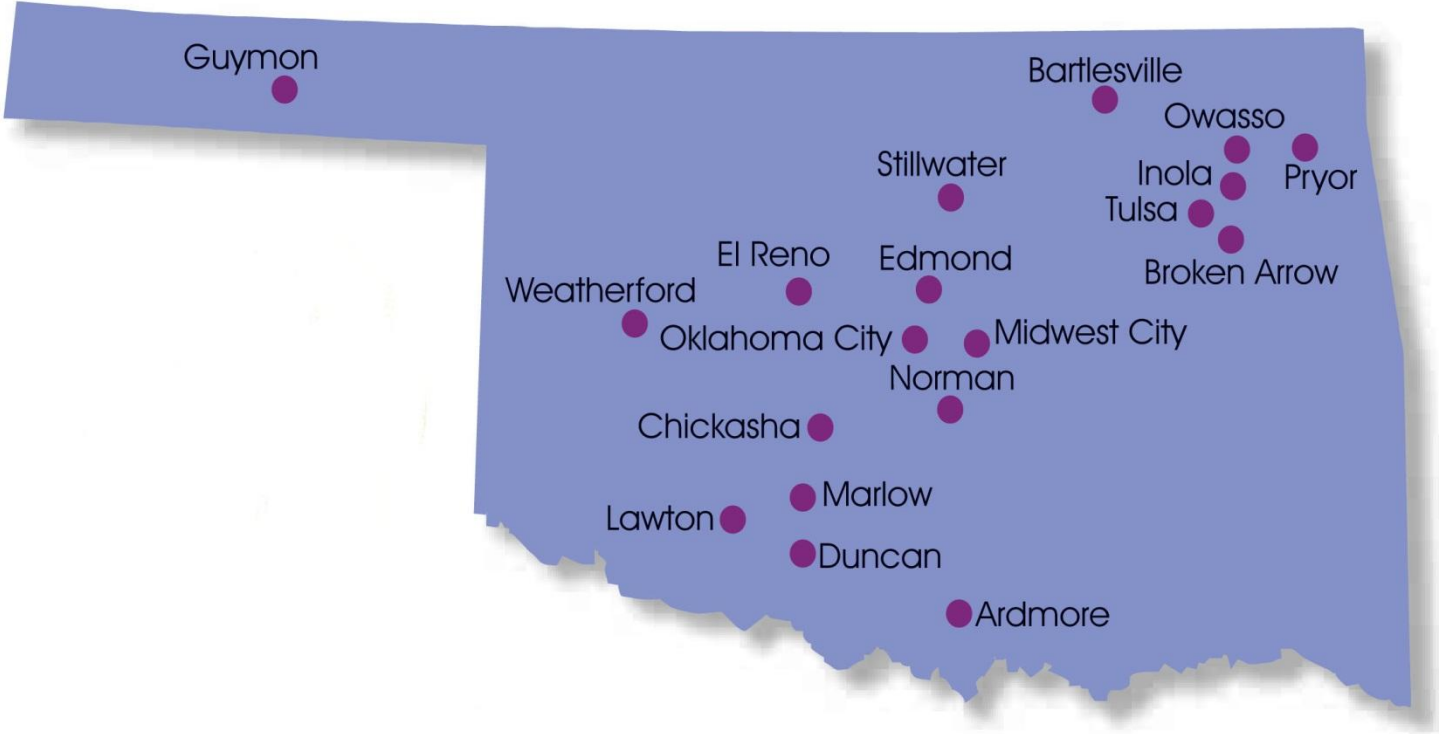 Guymon
Bartlesville
Owasso
Stillwater
Inola
Pryor
Tulsa
El Reno
Edmond
Broken Arrow
Weatherford
Oklahoma City
Midwest City
Norman
Chickasha
Marlow
Lawton
Duncan
Ardmore